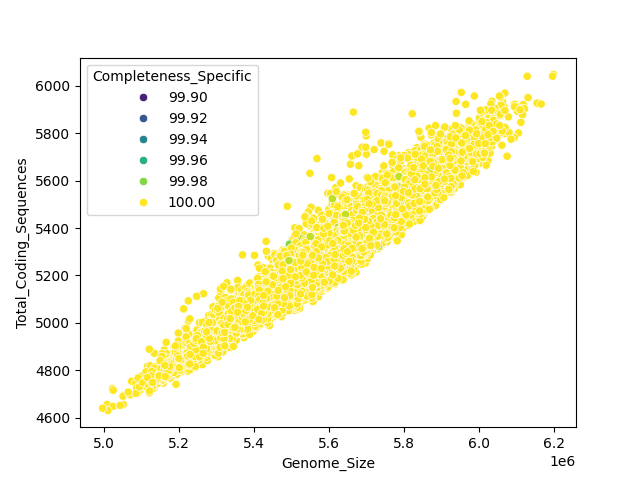 Completeness_Specific
99.90
99.92
99.94
99.96
99.98
100.00
Total_Coding_Sequences
6000
5800
5600
5400
5200
5000
4800
4600
5.0 5.2 5.4 5.6 5.8 6.0 6.2
1e6
Genome_Size